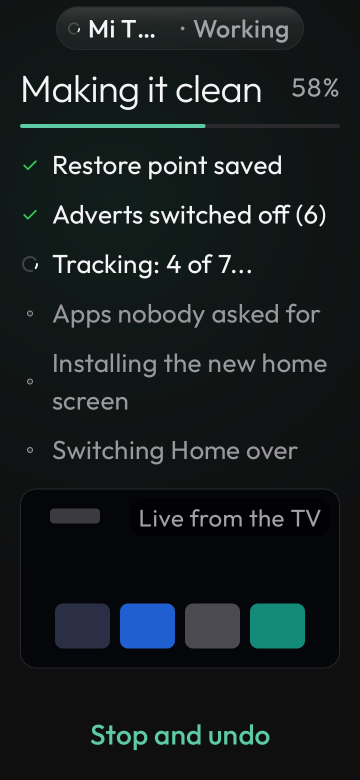 Mi T... · Working
Making it clean 58%
Restore point saved
Adverts switched off (6)
Tracking: 4 of 7...
Apps nobody asked for
Installing the new home
screen
Switching Home over
Live from the TV
Stop and undo